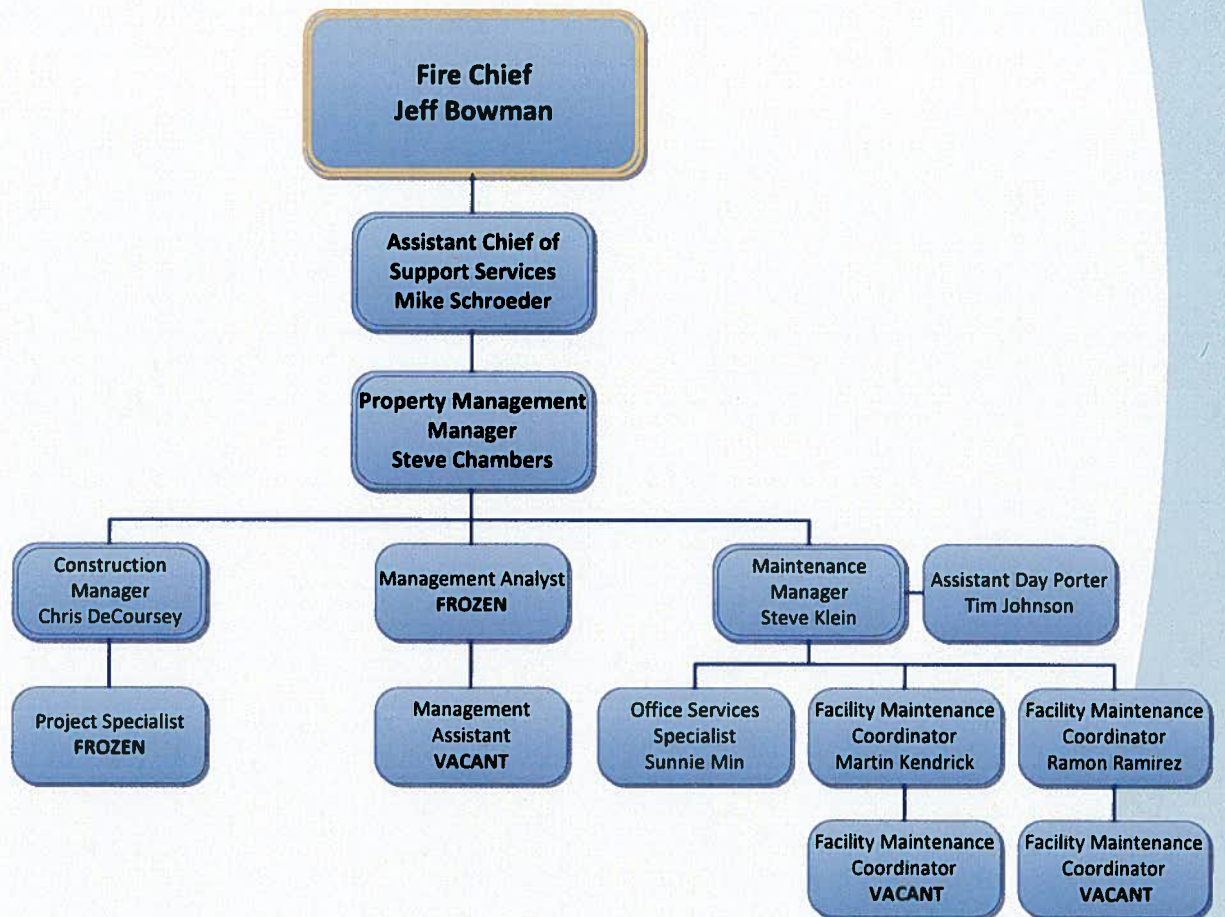 Fire Chief
Jeff Bowman
Assistant Chief of
Support Services
Mike Schroeder
Property Management
Manager
Steve Chambers
Construction
Manager
Chris DeCoursey
Management Analyst
FROZEN
Maintenance
Manager
Steve Klein
Assistant Day Porter
Tim Johnson
Project Specialist
FROZEN
Management
Assistant
VACANT
Office Services
Specialist
Sunnie Min
Facility Maintenance
Coordinator
Martin Kendrick
Facility Maintenance
Coordinator
Ramon Ramirez
Facility Maintenance
Coordinator
VACANT
Facility Maintenance
Coordinator
VACANT